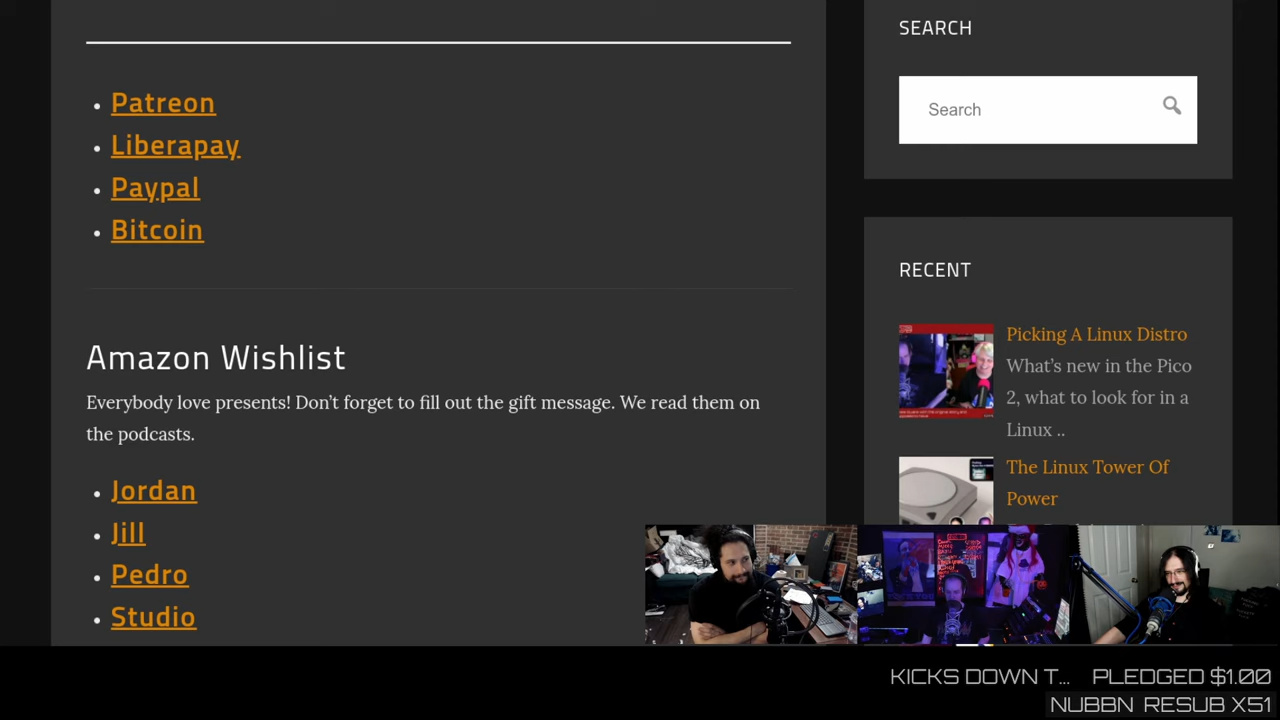 Patreon
Liberapay
Paypal
Bitcoin
Amazon Wishlist
Everybody love presents! Don't forget to fill out the gift message. We read them on
the podcasts.
Jordan
Jill
Pedro
Studio
SEARCH
Search
RECENT
Picking A Linux Distro
What's new in the Pico
2, what to look for in a
Linux ..
The Linux Tower Of
Power
KICKS DOWN T... PLEDGED $1.00
NUBBN RESUB X51